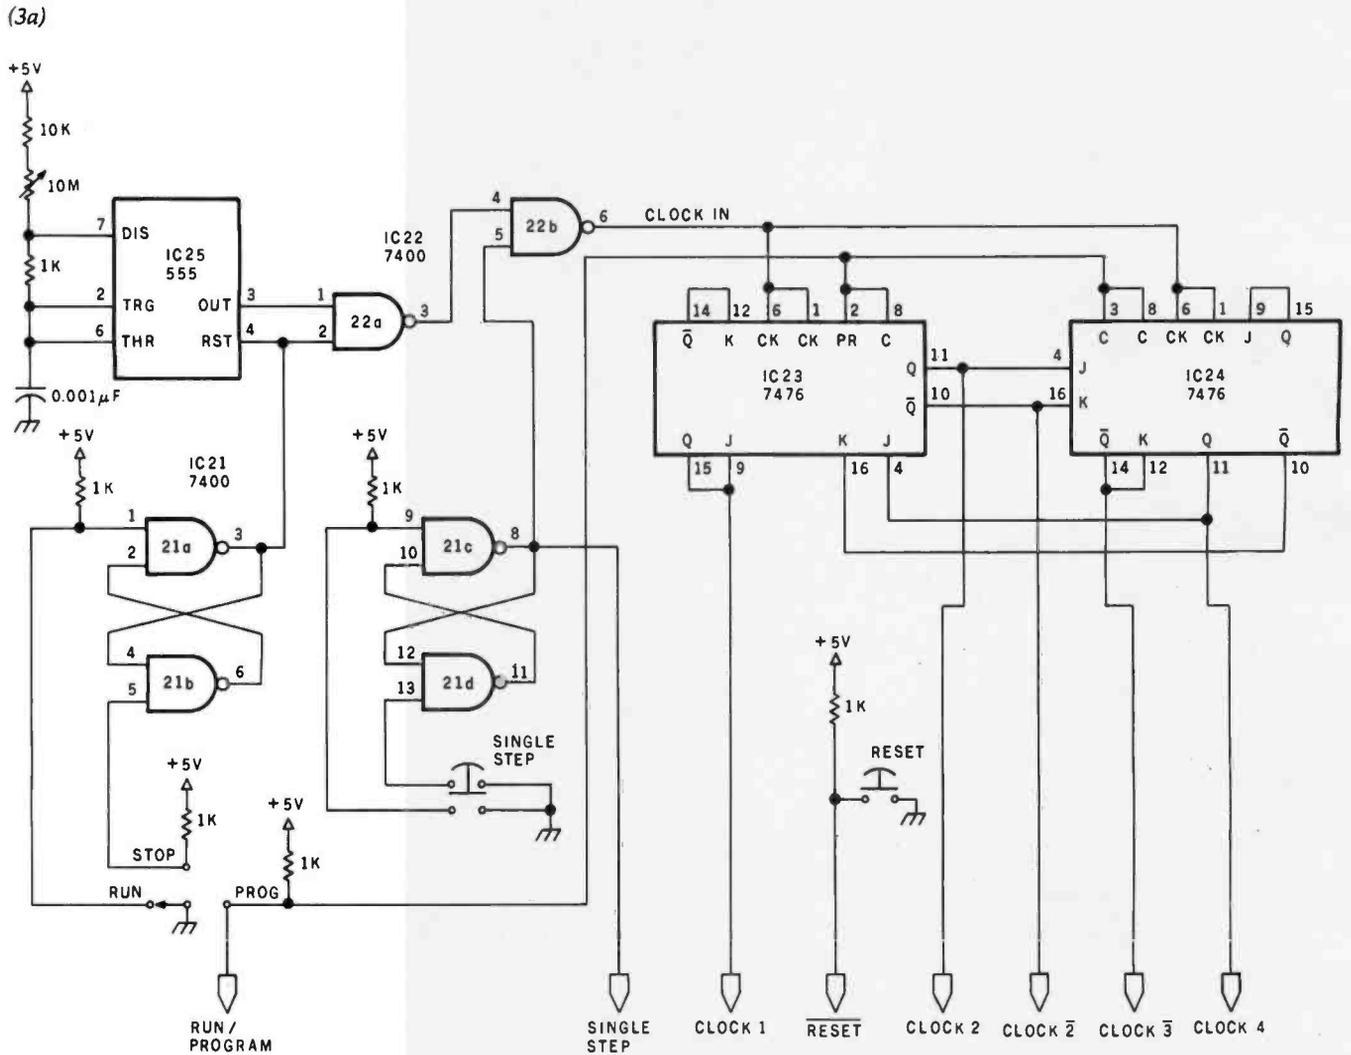 (3a)
+5V
10K
10M
1K
0.001μF
7 DIS
2 TRG
6 THR
IC25
555
OUT 3
RST 4
IC22
7400
1
2
22a
3
4
5
22b
6
CLOCK IN
14 12 6 1 2 8
Q̅ K CK CK PR C
IC23
7476
Q 11
Q̅ 10
Q J K J
15 9 16 4
3 8 6 1 9 15
C C CK CK J Q
4 J
16 K
IC24
7476
Q̅ K Q Q̅
14 12 11 10
+5V
1K
IC21
7400
1
2
21a
3
4
5
21b
6
+5V
1K
9
10
21c
8
12
13
21d
11
SINGLE
STEP
+5V
1K
STOP
RUN
PROG
+5V
1K
+5V
1K
RESET
RUN/
PROGRAM
SINGLE
STEP
CLOCK 1
R̅E̅S̅E̅T̅
CLOCK 2
CLOCK 2̅
CLOCK 3̅
CLOCK 4